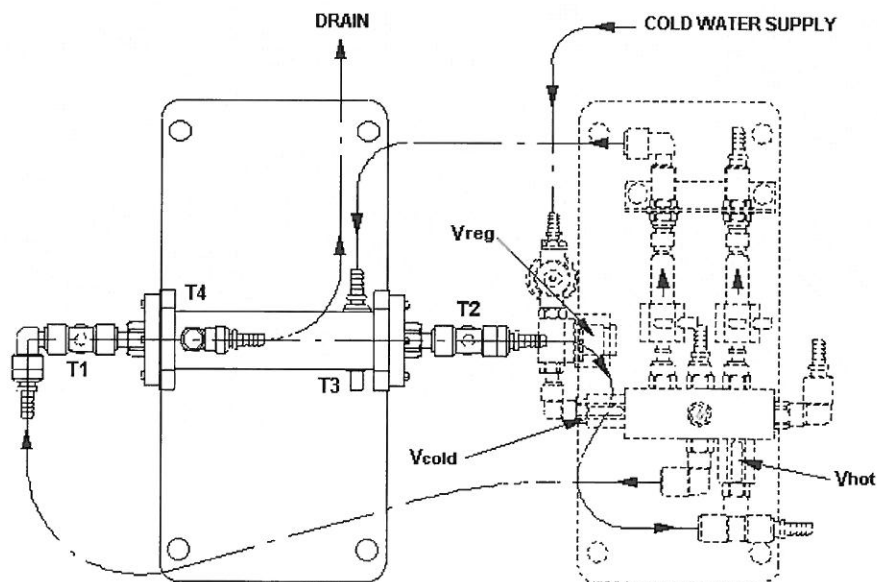 DRAIN
COLD WATER SUPPLY
Vreg
T4
T2
T1
T3
Vcold
Vhot